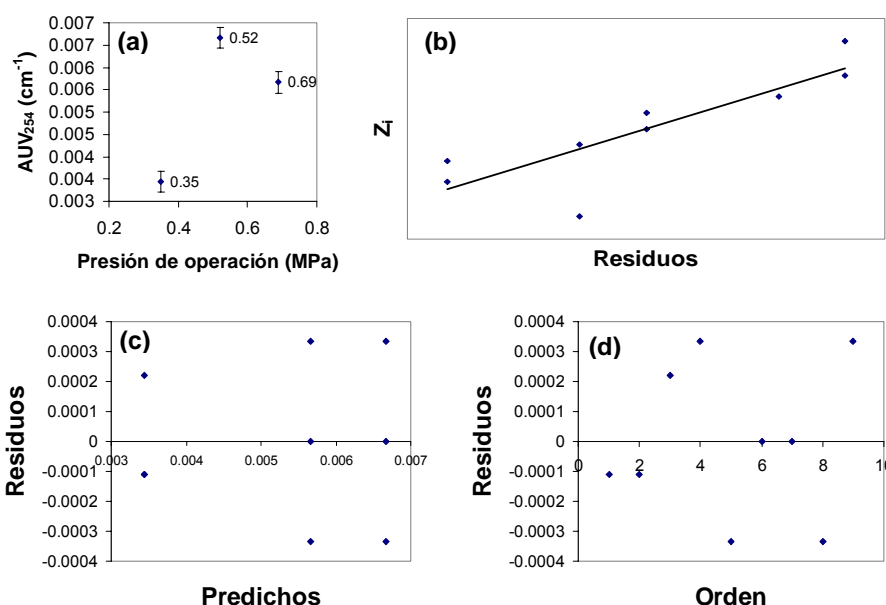 (a)
AUV254 (cm-1)
0.007
0.007
0.006
0.006
0.005
0.005
0.004
0.004
0.003
0.52
0.69
0.35
0.2 0.4 0.6 0.8
Presión de operación (MPa)
(b)
Zi
Residuos
(c)
Residuos
0.0004
0.0003
0.0002
0.0001
0
-0.0001
-0.0002
-0.0003
-0.0004
0.003 0.004 0.005 0.006 0.007
Predichos
(d)
Residuos
0.0004
0.0003
0.0002
0.0001
0
-0.0001
-0.0002
-0.0003
-0.0004
0 2 4 6 8 10
Orden